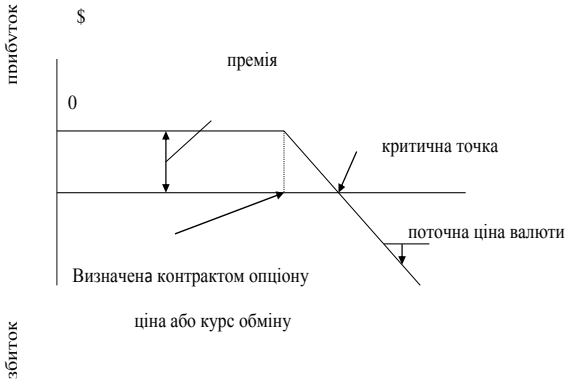 прибуток
$
премія
0
критична точка
поточна ціна валюти
Визначена контрактом опціону
ціна або курс обміну
збиток